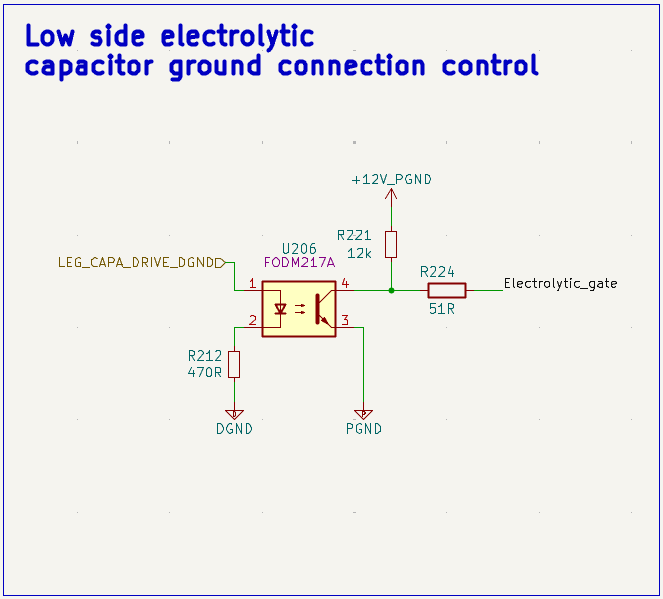 Low side electrolytic
capacitor ground connection control
+12V_PGND
R221
12k
U206
FODM217A
LEG_CAPA_DRIVE_DGND
1
4
R224
Electrolytic_gate
51R
2
3
R212
470R
DGND
PGND